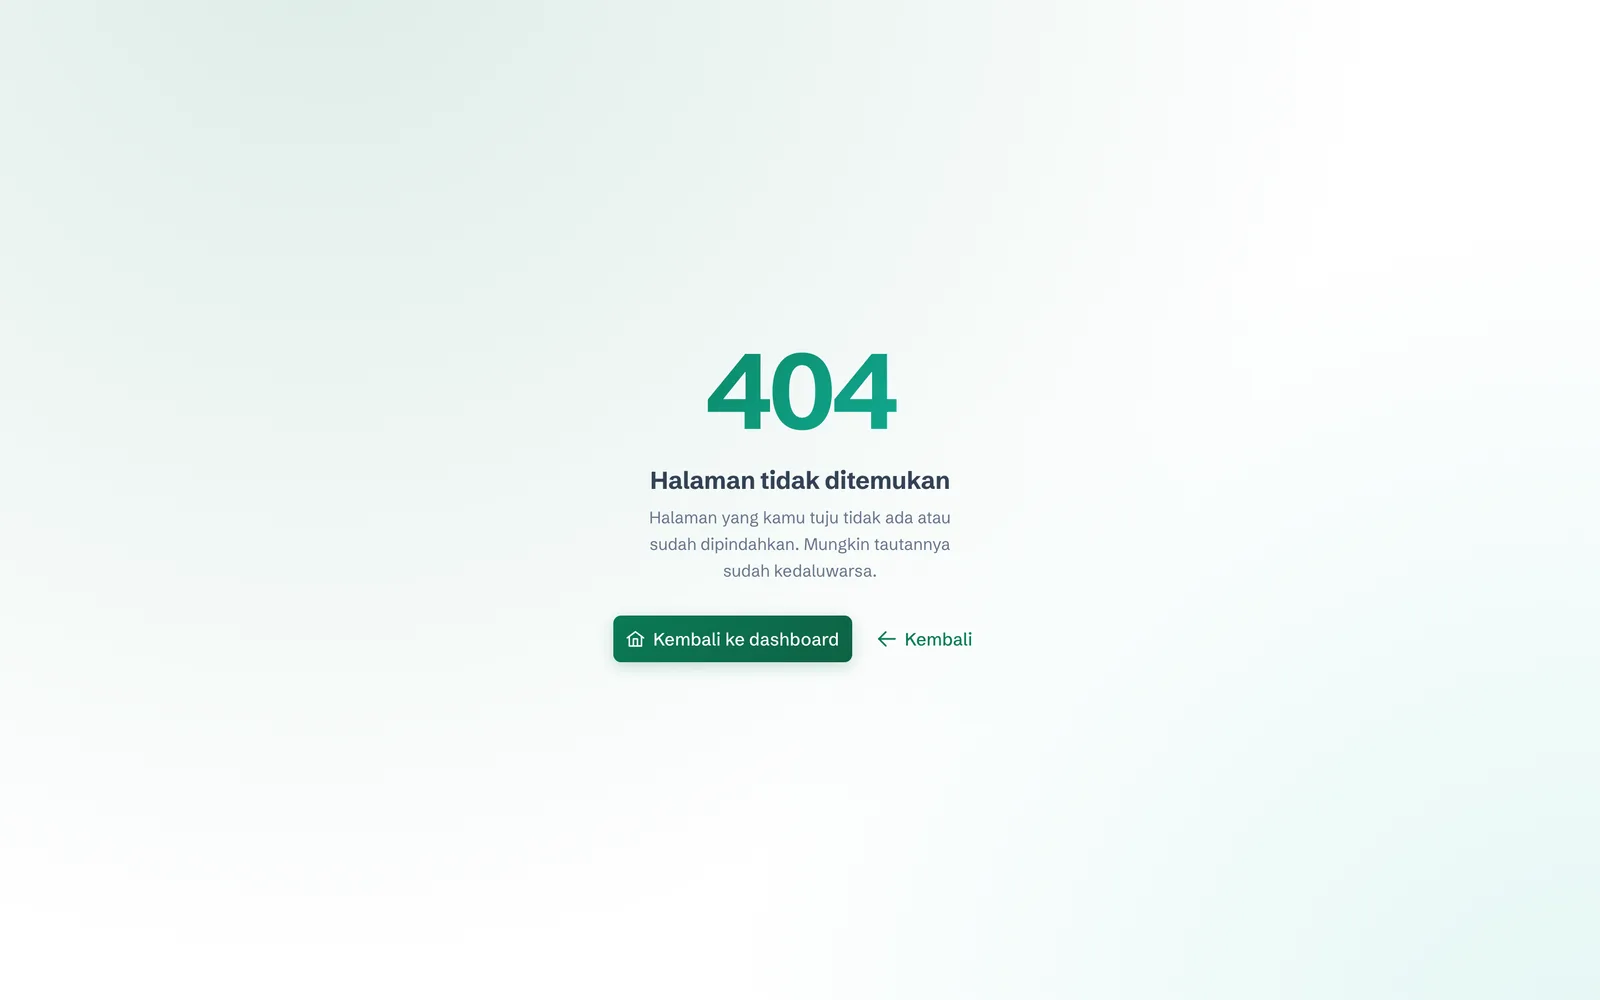 404
Halaman tidak ditemukan
Halaman yang kamu tuju tidak ada atau
sudah dipindahkan. Mungkin tautannya
sudah kedaluwarsa.
Kembali ke dashboard
Kembali